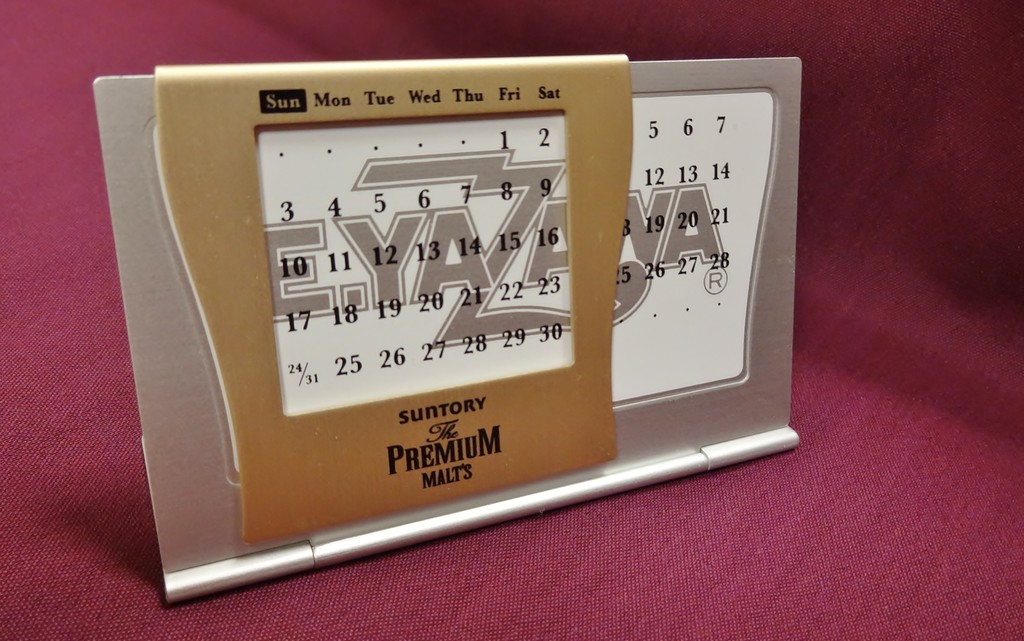 Sun Mon Tue Wed Thu Fri Sat
. . . . . 1 2 5 6 7
3 4 5 6 7 8 9 12 13 14
E.YAZAWA ®
10 11 12 13 14 15 16 19 20 21
17 18 19 20 21 22 23 25 26 27 28
24/31 25 26 27 28 29 30 . . . .
SUNTORY
The
PREMIUM
MALT'S